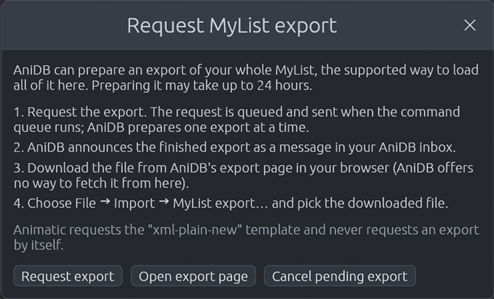 Request MyList export
AniDB can prepare an export of your whole MyList, the supported way to load
all of it here. Preparing it may take up to 24 hours.
1. Request the export. The request is queued and sent when the command
queue runs; AniDB prepares one export at a time.
2. AniDB announces the finished export as a message in your AniDB inbox.
3. Download the file from AniDB's export page in your browser (AniDB offers
no way to fetch it from here).
4. Choose File → Import → MyList export… and pick the downloaded file.
Animatic requests the "xml-plain-new" template and never requests an export
by itself.
Request export Open export page Cancel pending export